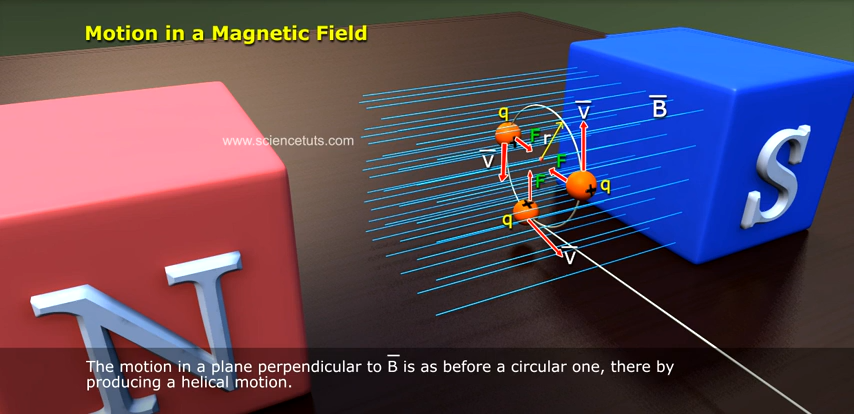 Motion in a Magnetic Field
www.sciencetuts.com
q
F
r
v̅
B̅
v̅
F
q
F
q
v̅
N
S
The motion in a plane perpendicular to B̅ is as before a circular one, there by
producing a helical motion.